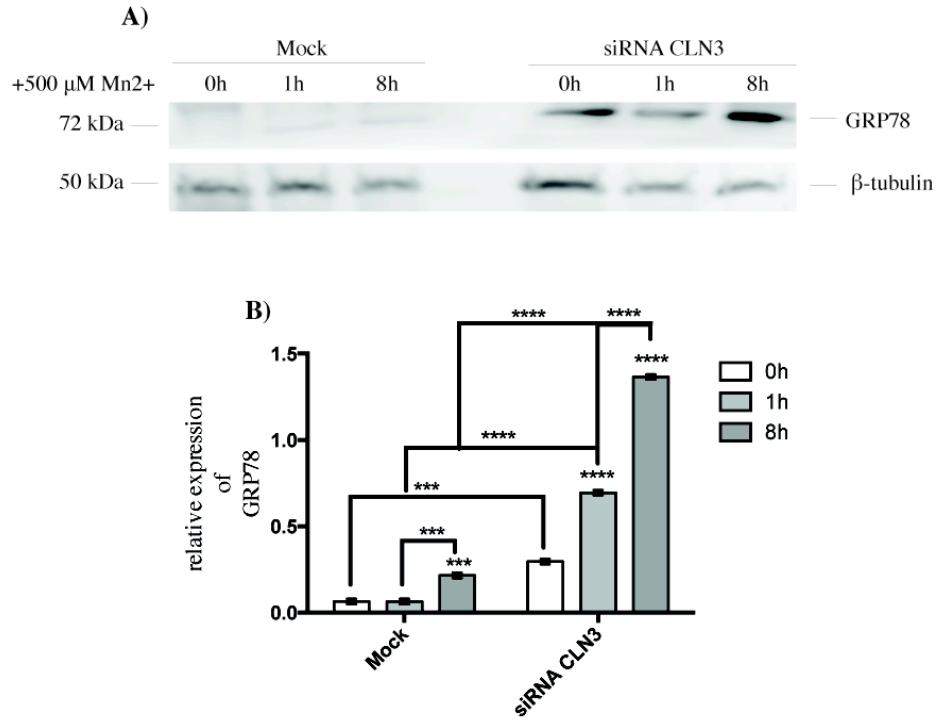 A)
Mock siRNA CLN3
+500 µM Mn2+ 0h 1h 8h 0h 1h 8h
72 kDa GRP78
50 kDa β-tubulin
B)
**** ****
****
1.5
0h
1h
8h
1.0
****
****
***
0.5
***
***
0.0
relative expression
of
GRP78
Mock
siRNA CLN3